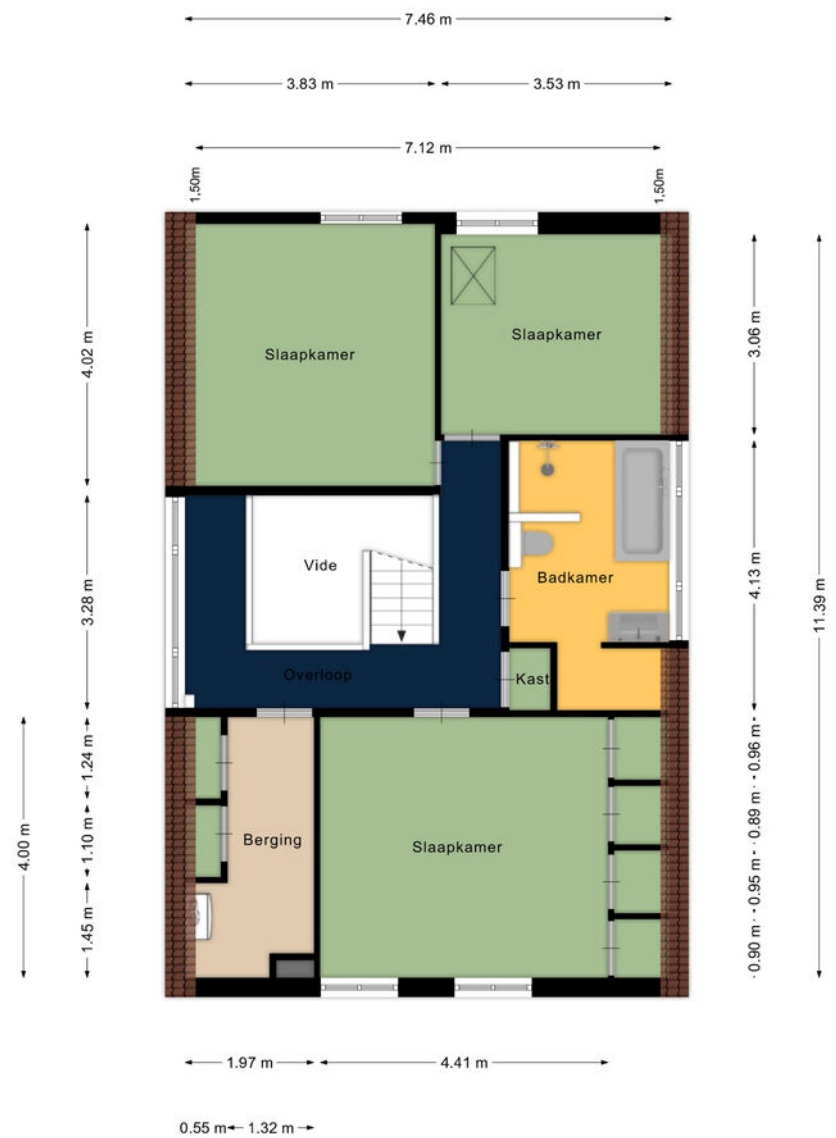 7.46 m
3.83 m
3.53 m
7.12 m
1,50m
1,50m
4.02 m
3.06 m
Slaapkamer
Slaapkamer
3.28 m
4.13 m
11.39 m
Vide
Badkamer
Overloop
Kast
4.00 m
1.24 m
1.10 m
1.45 m
Berging
Slaapkamer
0.96 m
0.89 m
0.95 m
0.90 m
1.97 m
4.41 m
0.55 m
1.32 m